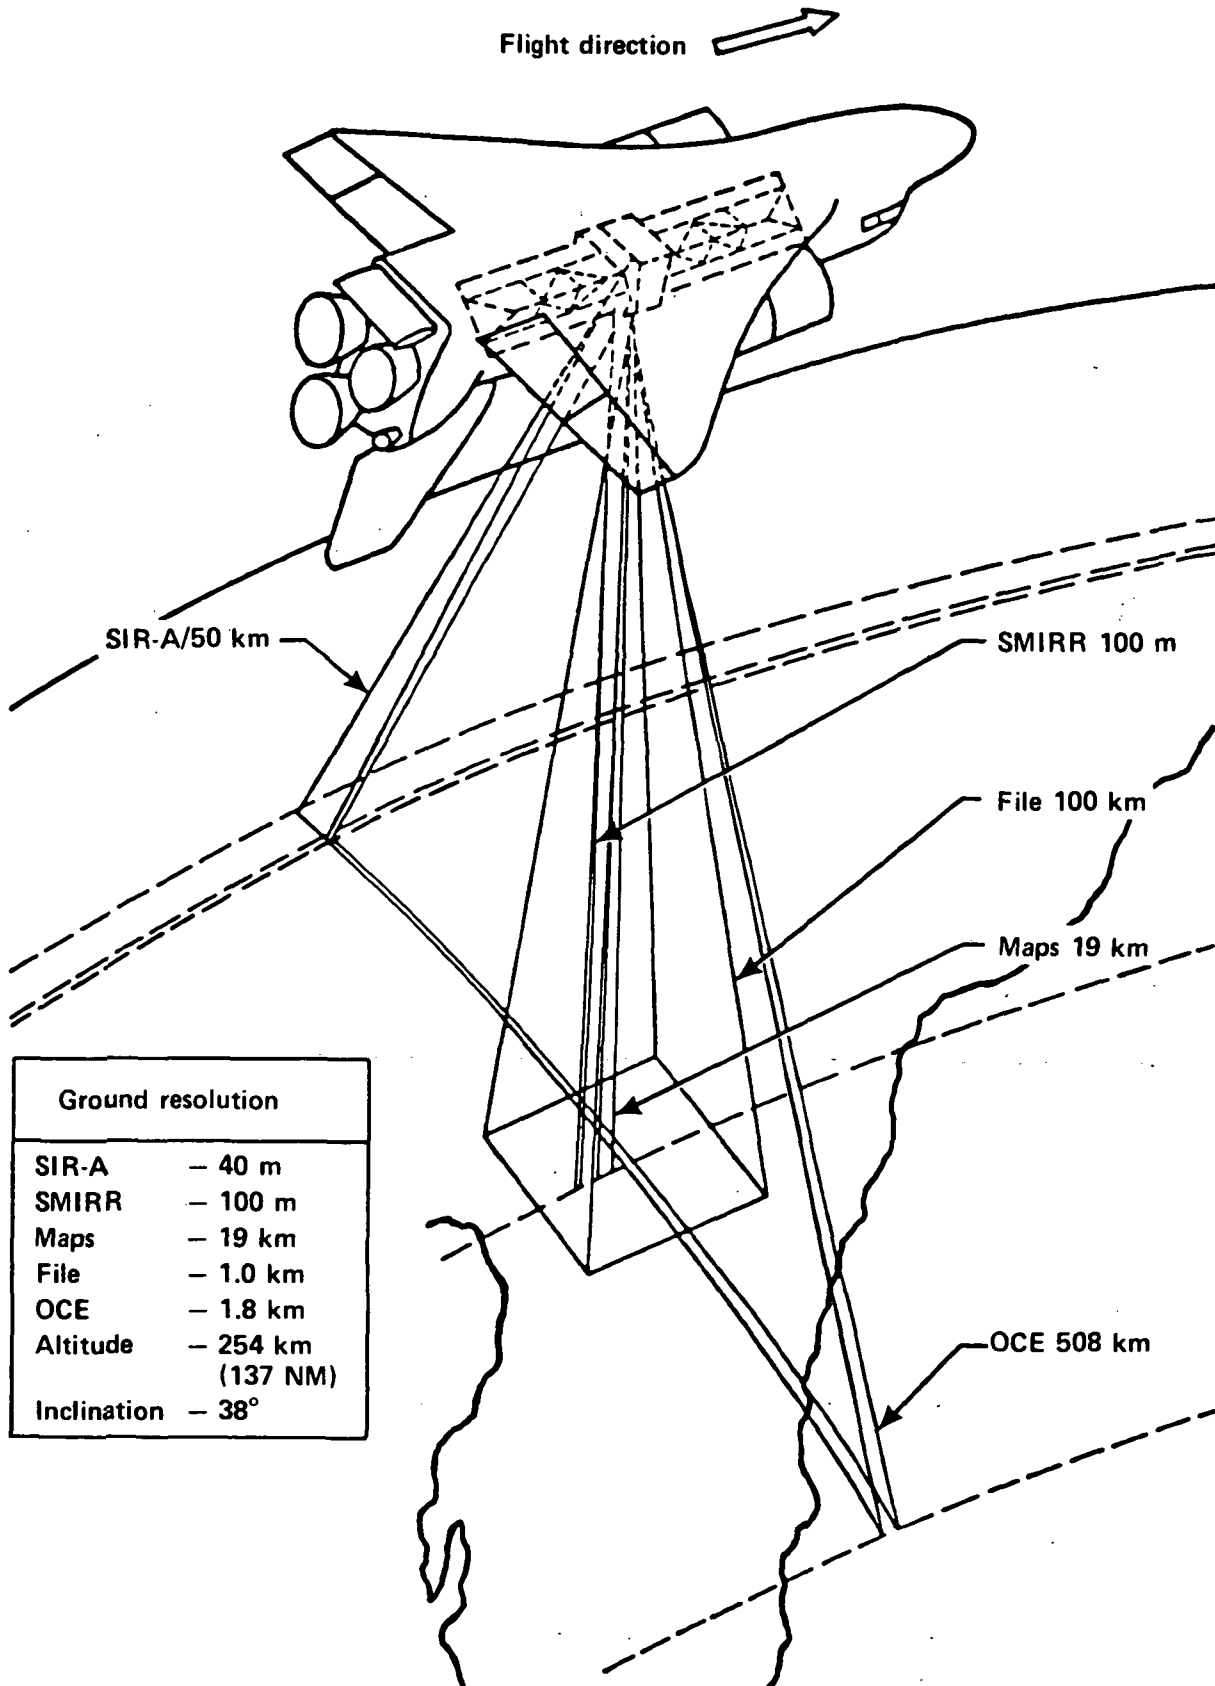 Flight direction
SIR-A/50 km
SMIRR 100 m
File 100 km
Maps 19 km
OCE 508 km
Ground resolution
SIR-A – 40 m
SMIRR – 100 m
Maps – 19 km
File – 1.0 km
OCE – 1.8 km
Altitude – 254 km
(137 NM)
Inclination – 38°